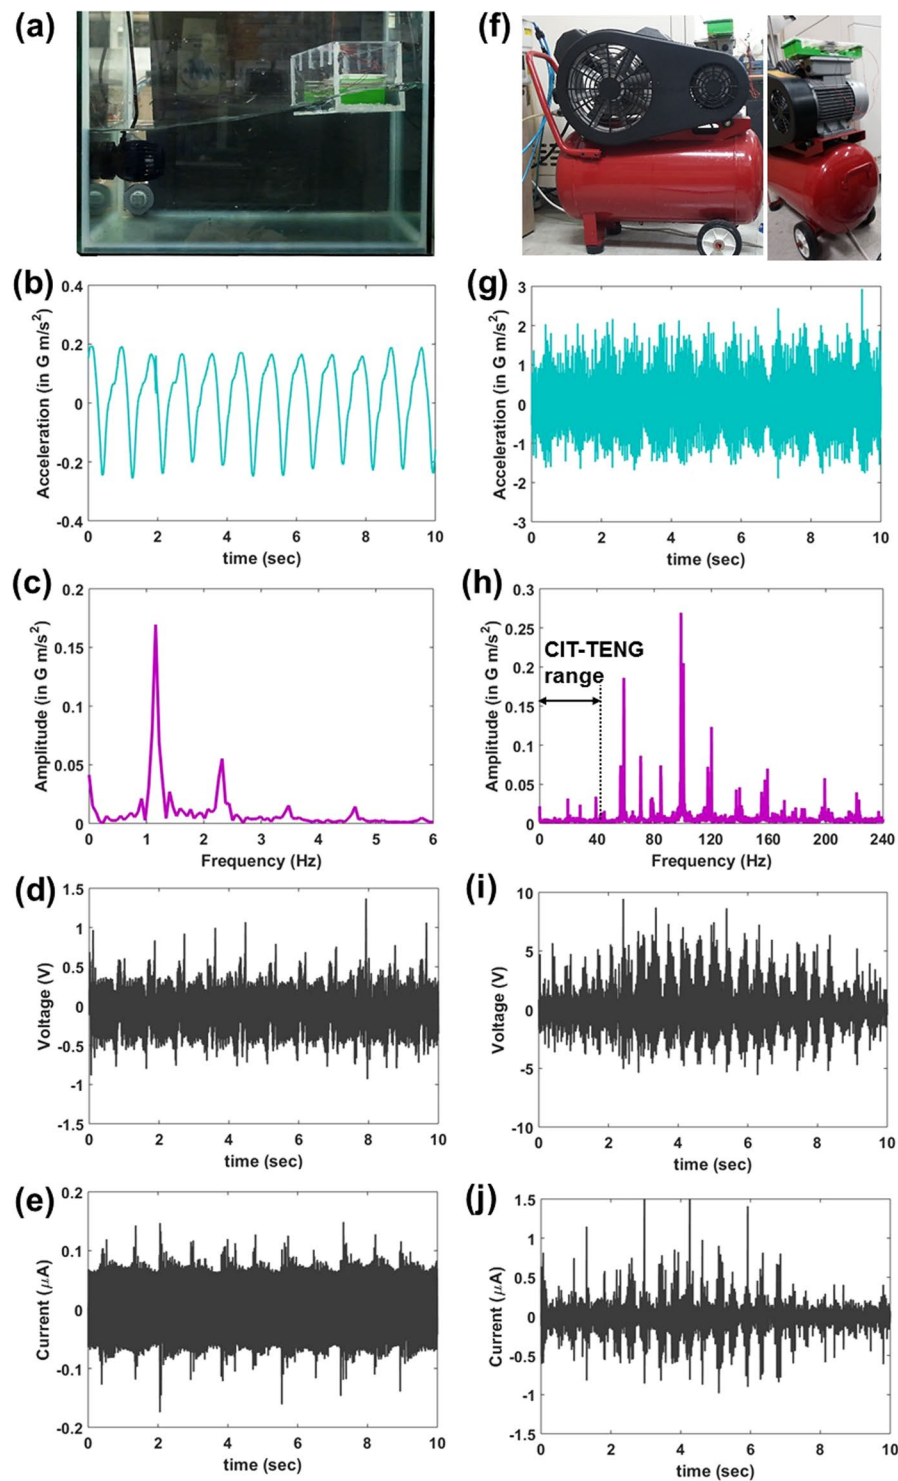 (a)
(f)
(b)
0.4
0.2
0
-0.2
-0.4
Acceleration (in G m/s²)
0 2 4 6 8 10
time (sec)
(g)
3
2
1
0
-1
-2
-3
Acceleration (in G m/s²)
0 2 4 6 8 10
time (sec)
(c)
0.2
0.15
0.1
0.05
0
Amplitude (in G m/s²)
0 1 2 3 4 5 6
Frequency (Hz)
(h)
0.3
0.25
0.2
0.15
0.1
0.05
0
Amplitude (in G m/s²)
CIT-TENG
range
0 40 80 120 160 200 240
Frequency (Hz)
(d)
1.5
1
0.5
0
-0.5
-1
-1.5
Voltage (V)
0 2 4 6 8 10
time (sec)
(i)
10
5
0
-5
-10
Voltage (V)
0 2 4 6 8 10
time (sec)
(e)
0.2
0.1
0
-0.1
-0.2
Current (μA)
0 2 4 6 8 10
time (sec)
(j)
1.5
1
0.5
0
-0.5
-1
-1.5
Current (μA)
0 2 4 6 8 10
time (sec)